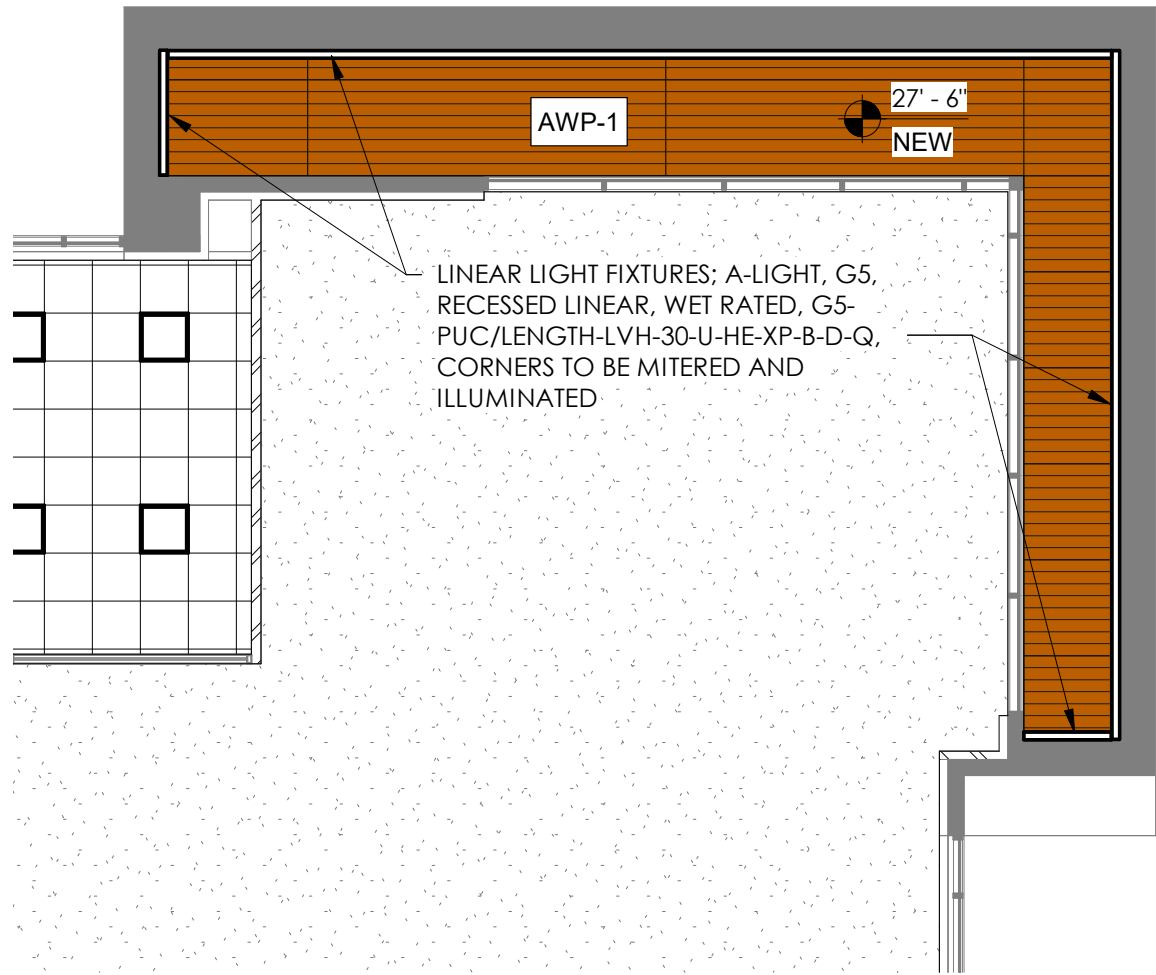 AWP-1
27' - 6"
NEW
LINEAR LIGHT FIXTURES; A-LIGHT, G5,
RECESSED LINEAR, WET RATED, G5-
PUC/LENGTH-LVH-30-U-HE-XP-B-D-Q,
CORNERS TO BE MITERED AND
ILLUMINATED